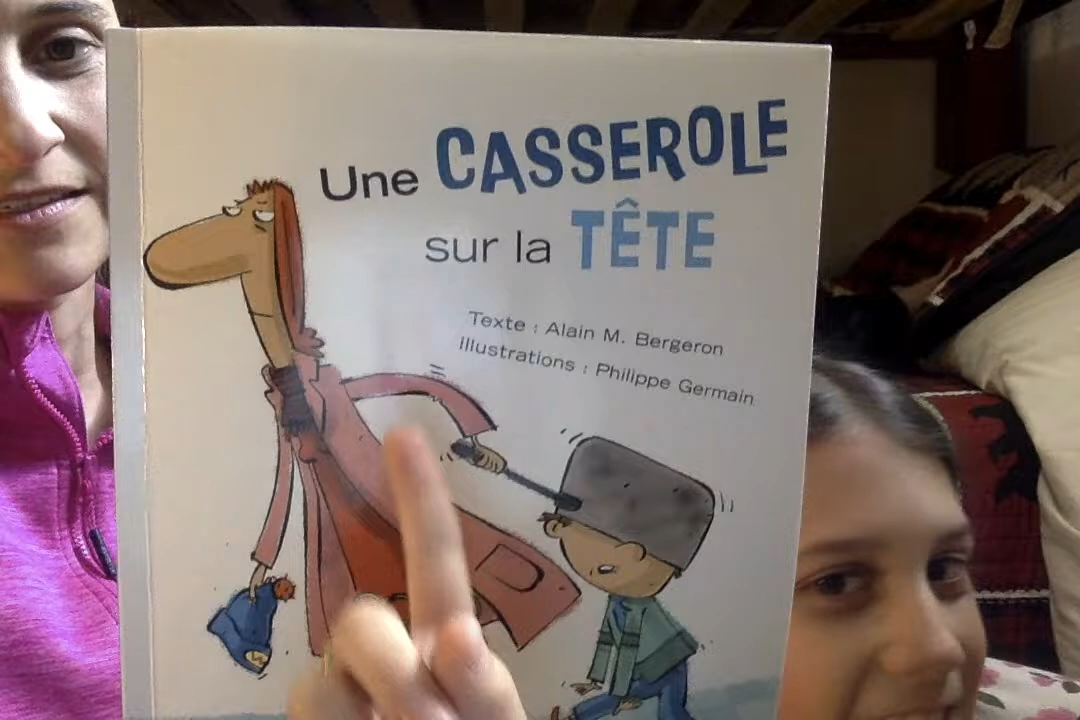 Une CASSEROLE
sur la TÊTE
Texte : Alain M. Bergeron
Illustrations : Philippe Germain